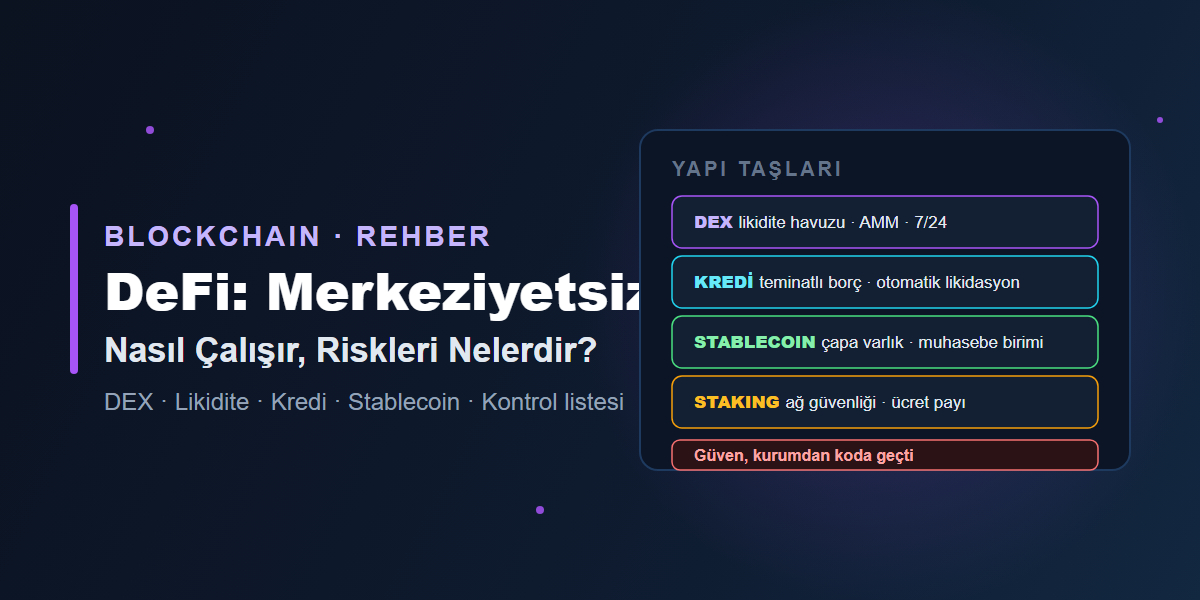 BLOCKCHAIN · REHBER
DeFi: Merkeziyetsiz
Nasıl Çalışır, Riskleri Nelerdir?
DEX · Likidite · Kredi · Stablecoin · Kontrol listesi
YAPI TAŞLARI
DEX likidite havuzu · AMM · 7/24
KREDİ teminatlı borç · otomatik likidasyon
STABLECOIN çapa varlık · muhasebe birimi
STAKING ağ güvenliği · ücret payı
Güven, kurumdan koda geçti